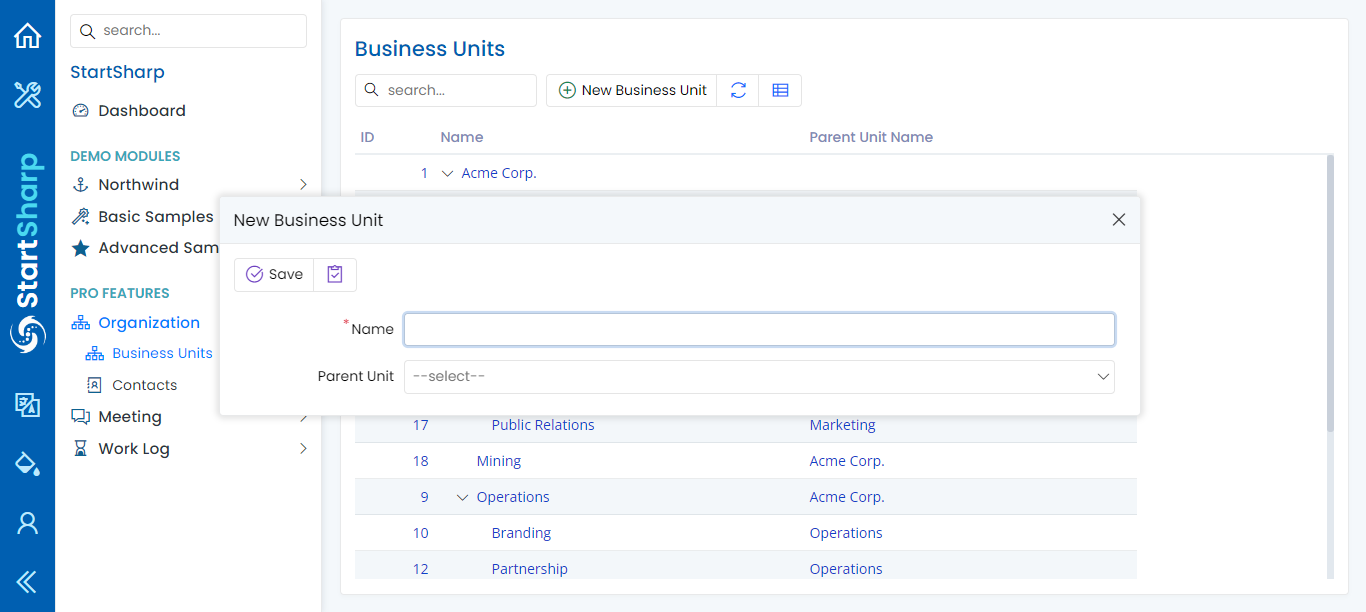 StartSharp
search...
StartSharp
Dashboard
DEMO MODULES
Northwind
Basic Samples
Advanced Sam
PRO FEATURES
Organization
Business Units
Contacts
Meeting
Work Log
Business Units
search...
New Business Unit
ID Name Parent Unit Name
1 Acme Corp.
New Business Unit
Save
* Name
Parent Unit --select--
17 Public Relations Marketing
18 Mining Acme Corp.
9 Operations Acme Corp.
10 Branding Operations
12 Partnership Operations